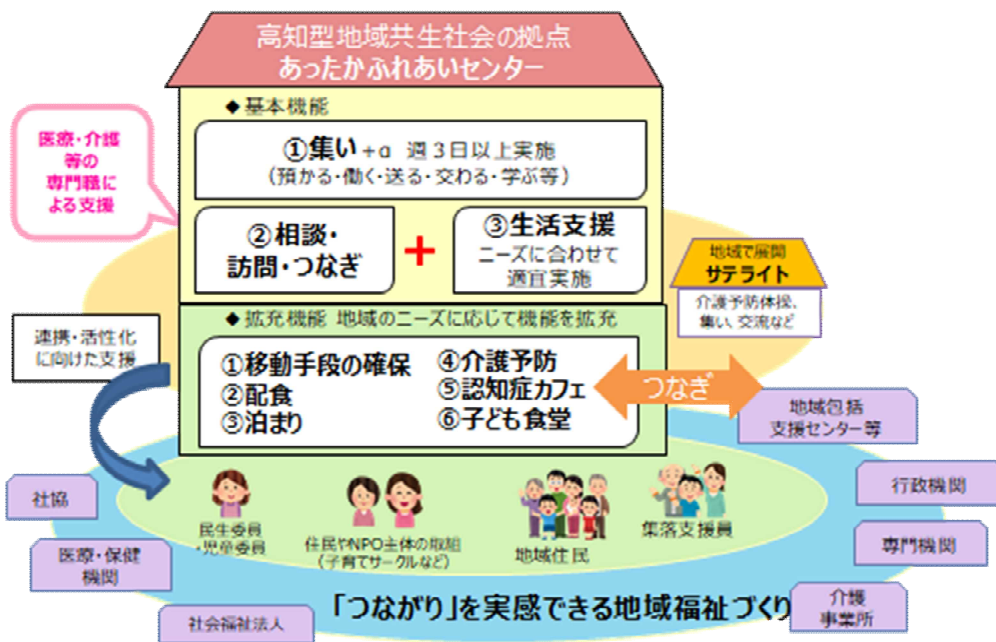 高知型地域共生社会の拠点
あったかふれあいセンター
◆基本機能
①集い+α 週3日以上実施
(預かる・働く・送る・交わる・学ぶ等)
②相談・
訪問・つなぎ
+
③生活支援
ニーズに合わせて
適宜実施
医療・介護
等の
専門職に
よる支援
地域で展開
サテライト
介護予防体操、
集い、交流など
◆拡充機能 地域のニーズに応じて機能を拡充
①移動手段の確保
②配食
③泊まり
④介護予防
⑤認知症カフェ
⑥子ども食堂
つなぎ
連携・活性化
に向けた支援
地域包括
支援センター等
社協
医療・保健
機関
社会福祉法人
民生委員
・児童委員
住民やNPO主体の取組
(子育てサークルなど)
地域住民
集落支援員
行政機関
専門機関
介護
事業所
「つながり」を実感できる地域福祉づくり